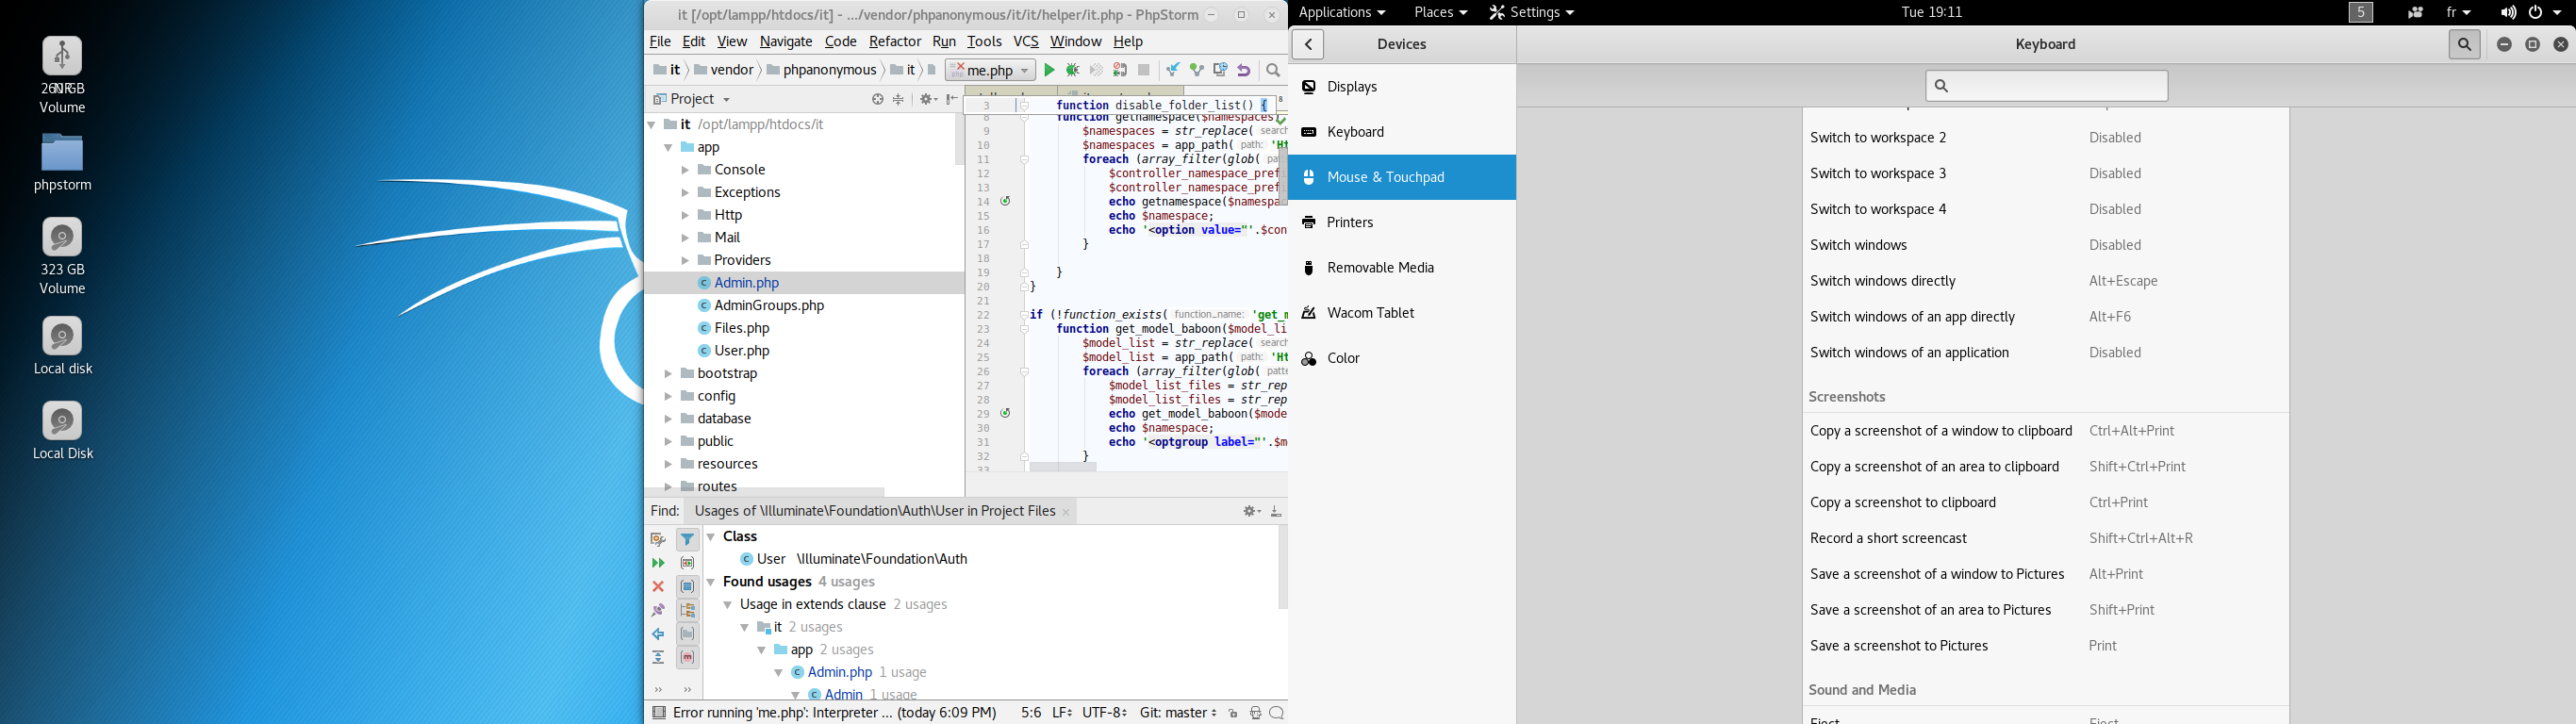 260 GB
Volume
phpstorm
323 GB
Volume
Local disk
Local Disk
it [/opt/lampp/htdocs/it] - .../vendor/phpanonymous/it/it/helper/it.php - PhpStorm
File Edit View Navigate Code Refactor Run Tools VCS Window Help
it vendor phpanonymous it me.php
Project
it /opt/lampp/htdocs/it
app
Console
Exceptions
Http
Mail
Providers
Admin.php
AdminGroups.php
Files.php
User.php
bootstrap
config
database
public
resources
routes
3 function disable_folder_list() {
8 function getnamespace($namespaces)
9 $namespaces = str_replace( search
10 $namespaces = app_path( path: 'Ht
11 foreach (array_filter(glob( pat
12 $controller_namespace_prefi
13 $controller_namespace_prefi
14 echo getnamespace($namespa
15 echo $namespace;
16 echo '<option value="'.$con
17 }
18
19 }
20 }
21
22 if (!function_exists( function_name: 'get_m
23 function get_model_baboon($model_li
24 $model_list = str_replace( search
25 $model_list = app_path( path: 'Ht
26 foreach (array_filter(glob( patte
27 $model_list_files = str_rep
28 $model_list_files = str_rep
29 echo get_model_baboon($mode
30 echo $namespace;
31 echo '<optgroup label="'.$m
32 }
33
Find: Usages of \Illuminate\Foundation\Auth\User in Project Files
Class
User \Illuminate\Foundation\Auth
Found usages 4 usages
Usage in extends clause 2 usages
it 2 usages
app 2 usages
Admin.php 1 usage
Admin 1 usage
Error running 'me.php': Interpreter ... (today 6:09 PM) 5:6 LF UTF-8 Git: master
Applications Places Settings Tue 19:11 5 fr
Devices Keyboard
Displays
Keyboard
Mouse & Touchpad
Printers
Removable Media
Wacom Tablet
Color
Switch to workspace 2 Disabled
Switch to workspace 3 Disabled
Switch to workspace 4 Disabled
Switch windows Disabled
Switch windows directly Alt+Escape
Switch windows of an app directly Alt+F6
Switch windows of an application Disabled
Screenshots
Copy a screenshot of a window to clipboard Ctrl+Alt+Print
Copy a screenshot of an area to clipboard Shift+Ctrl+Print
Copy a screenshot to clipboard Ctrl+Print
Record a short screencast Shift+Ctrl+Alt+R
Save a screenshot of a window to Pictures Alt+Print
Save a screenshot of an area to Pictures Shift+Print
Save a screenshot to Pictures Print
Sound and Media
Eject Eject